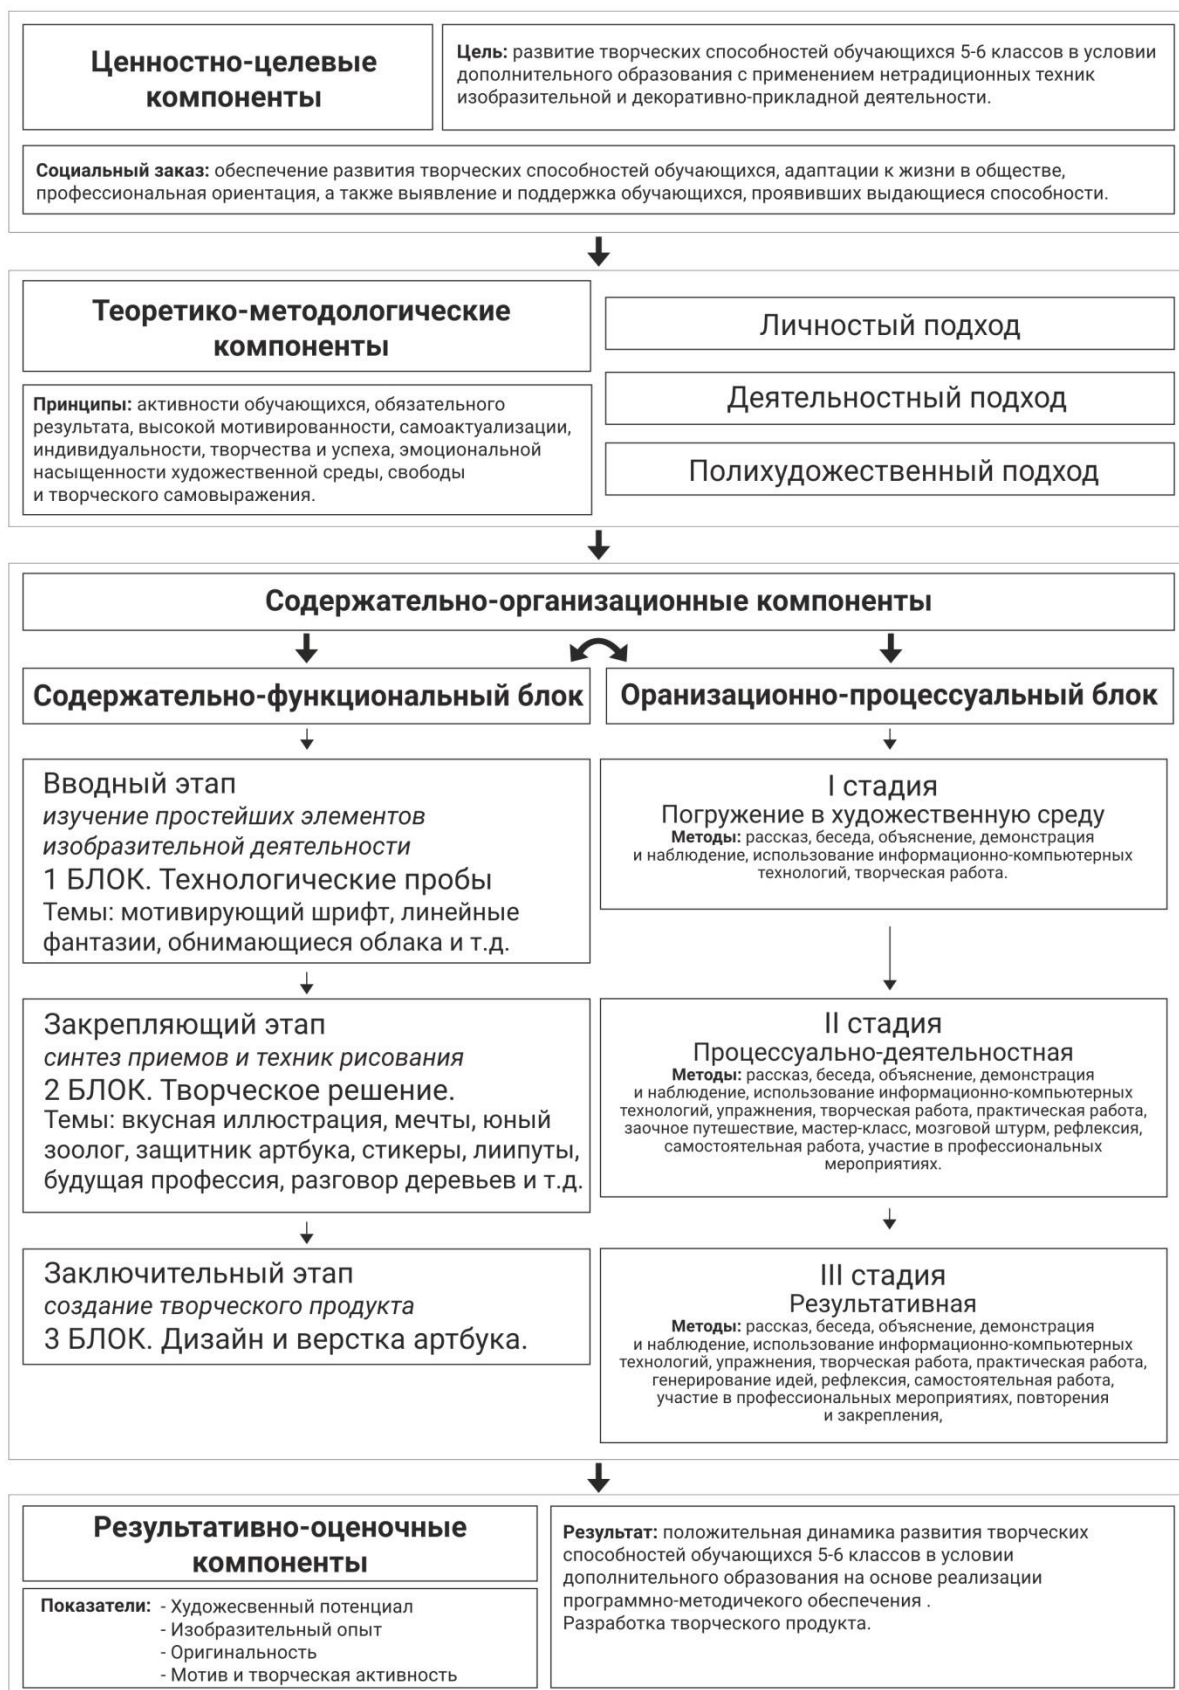 Ценностно-целевые
компоненты
Цель: развитие творческих способностей обучающихся 5-6 классов в условии
дополнительного образования с применением нетрадиционных техник
изобразительной и декоративно-прикладной деятельности.
Социальный заказ: обеспечение развития творческих способностей обучающихся, адаптации к жизни в обществе,
профессиональная ориентация, а также выявление и поддержка обучающихся, проявивших выдающиеся способности.
Теоретико-методологические
компоненты
Принципы: активности обучающихся, обязательного
результата, высокой мотивированности, самоактуализации,
индивидуальности, творчества и успеха, эмоциональной
насыщенности художественной среды, свободы
и творческого самовыражения.
Личностый подход
Деятельностный подход
Полихудожественный подход
Содержательно-организационные компоненты
Содержательно-функциональный блок
Оранизационно-процессуальный блок
Вводный этап
изучение простейших элементов
изобразительной деятельности
1 БЛОК. Технологические пробы
Темы: мотивирующий шрифт, линейные
фантазии, обнимающиеся облака и т.д.
Закрепляющий этап
синтез приемов и техник рисования
2 БЛОК. Творческое решение.
Темы: вкусная иллюстрация, мечты, юный
зоолог, защитник артбука, стикеры, лиипуты,
будущая профессия, разговор деревьев и т.д.
Заключительный этап
создание творческого продукта
3 БЛОК. Дизайн и верстка артбука.
I стадия
Погружение в художественную среду
Методы: рассказ, беседа, объяснение, демонстрация
и наблюдение, использование информационно-компьютерных
технологий, творческая работа.
II стадия
Процессуально-деятельностная
Методы: рассказ, беседа, объяснение, демонстрация
и наблюдение, использование информационно-компьютерных
технологий, упражнения, творческая работа, практическая работа,
заочное путешествие, мастер-класс, мозговой штурм, рефлексия,
самостоятельная работа, участие в профессиональных
мероприятиях.
III стадия
Результативная
Методы: рассказ, беседа, объяснение, демонстрация
и наблюдение, использование информационно-компьютерных
технологий, упражнения, творческая работа, практическая работа,
генерирование идей, рефлексия, самостоятельная работа,
участие в профессиональных мероприятиях, повторения
и закрепления,
Результативно-оценочные
компоненты
Показатели: - Художесвенный потенциал
- Изобразительный опыт
- Оригинальность
- Мотив и творческая активность
Результат: положительная динамика развития творческих
способностей обучающихся 5-6 классов в условии
дополнительного образования на основе реализации
программно-методичекого обеспечения .
Разработка творческого продукта.